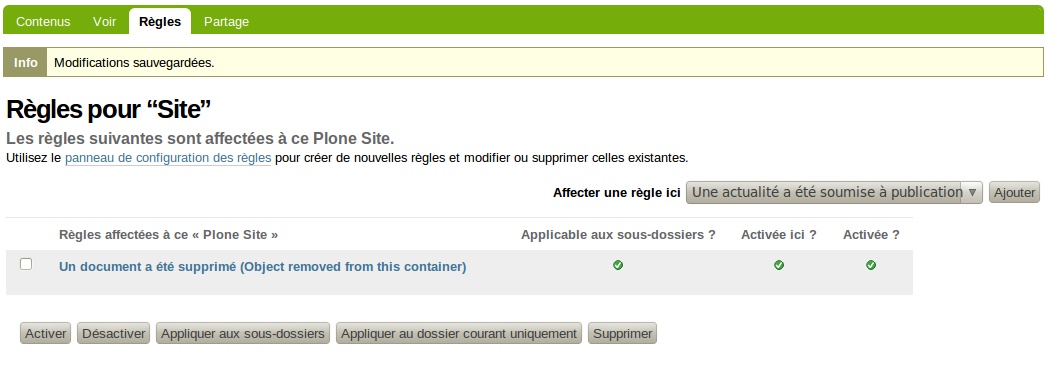 Contenus Voir Règles Partage
Info Modifications sauvegardées.
Règles pour “Site”
Les règles suivantes sont affectées à ce Plone Site.
Utilisez le panneau de configuration des règles pour créer de nouvelles règles et modifier ou supprimer celles existantes.
Affecter une règle ici Une actualité a été soumise à publication Ajouter
Règles affectées à ce « Plone Site » Applicable aux sous-dossiers ? Activée ici ? Activée ?
Un document a été supprimé (Object removed from this container)
Activer Désactiver Appliquer aux sous-dossiers Appliquer au dossier courant uniquement Supprimer